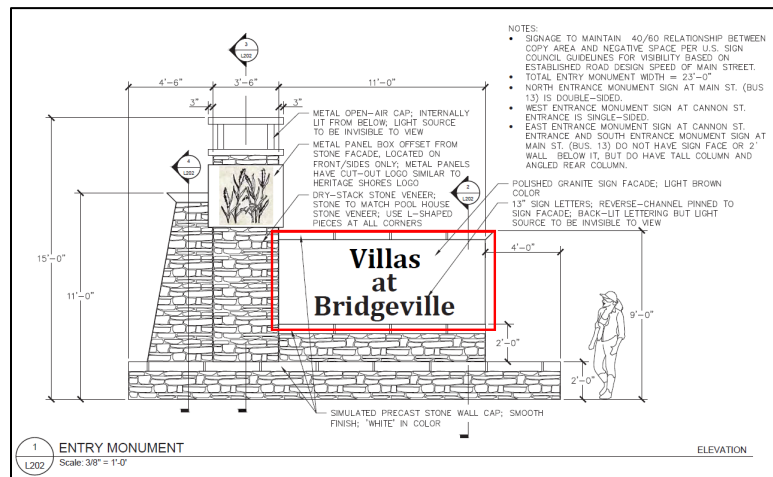 NOTES:
• SIGNAGE TO MAINTAIN 40/60 RELATIONSHIP BETWEEN
COPY AREA AND NEGATIVE SPACE PER U.S. SIGN
COUNCIL GUIDELINES FOR VISIBILITY BASED ON
ESTABLISHED ROAD DESIGN SPEED OF MAIN STREET.
• TOTAL ENTRY MONUMENT WIDTH = 23'-0"
• NORTH ENTRANCE MONUMENT SIGN AT MAIN ST. (BUS
13) IS DOUBLE-SIDED.
• WEST ENTRANCE MONUMENT SIGN AT CANNON ST.
ENTRANCE IS SINGLE-SIDED.
• EAST ENTRANCE MONUMENT SIGN AT CANNON ST.
ENTRANCE AND SOUTH ENTRANCE MONUMENT SIGN AT
MAIN ST. (BUS. 13) DO NOT HAVE SIGN FACE OR 2'
WALL BELOW IT, BUT DO HAVE TALL COLUMN AND
ANGLED REAR COLUMN.
3
L202
4'-6"
3'-6"
11'-0"
3"
3"
METAL OPEN-AIR CAP; INTERNALLY
LIT FROM BELOW; LIGHT SOURCE
TO BE INVISIBLE TO VIEW
METAL PANEL BOX OFFSET FROM
STONE FACADE, LOCATED ON
FRONT/SIDES ONLY; METAL PANELS
HAVE CUT-OUT LOGO SIMILAR TO
HERITAGE SHORES LOGO
DRY-STACK STONE VENEER;
STONE TO MATCH POOL HOUSE
STONE VENEER; USE L-SHAPED
PIECES AT ALL CORNERS
4
L202
2
L202
POLISHED GRANITE SIGN FACADE; LIGHT BROWN
COLOR
13" SIGN LETTERS; REVERSE-CHANNEL PINNED TO
SIGN FACADE; BACK-LIT LETTERING BUT LIGHT
SOURCE TO BE INVISIBLE TO VIEW
15'-0"
11'-0"
Villas
at
Bridgeville
4'-0"
9'-0"
2'-0"
2'-0"
SIMULATED PRECAST STONE WALL CAP; SMOOTH
FINISH; 'WHITE' IN COLOR
1
L202
ENTRY MONUMENT
Scale: 3/8" = 1'-0'
ELEVATION